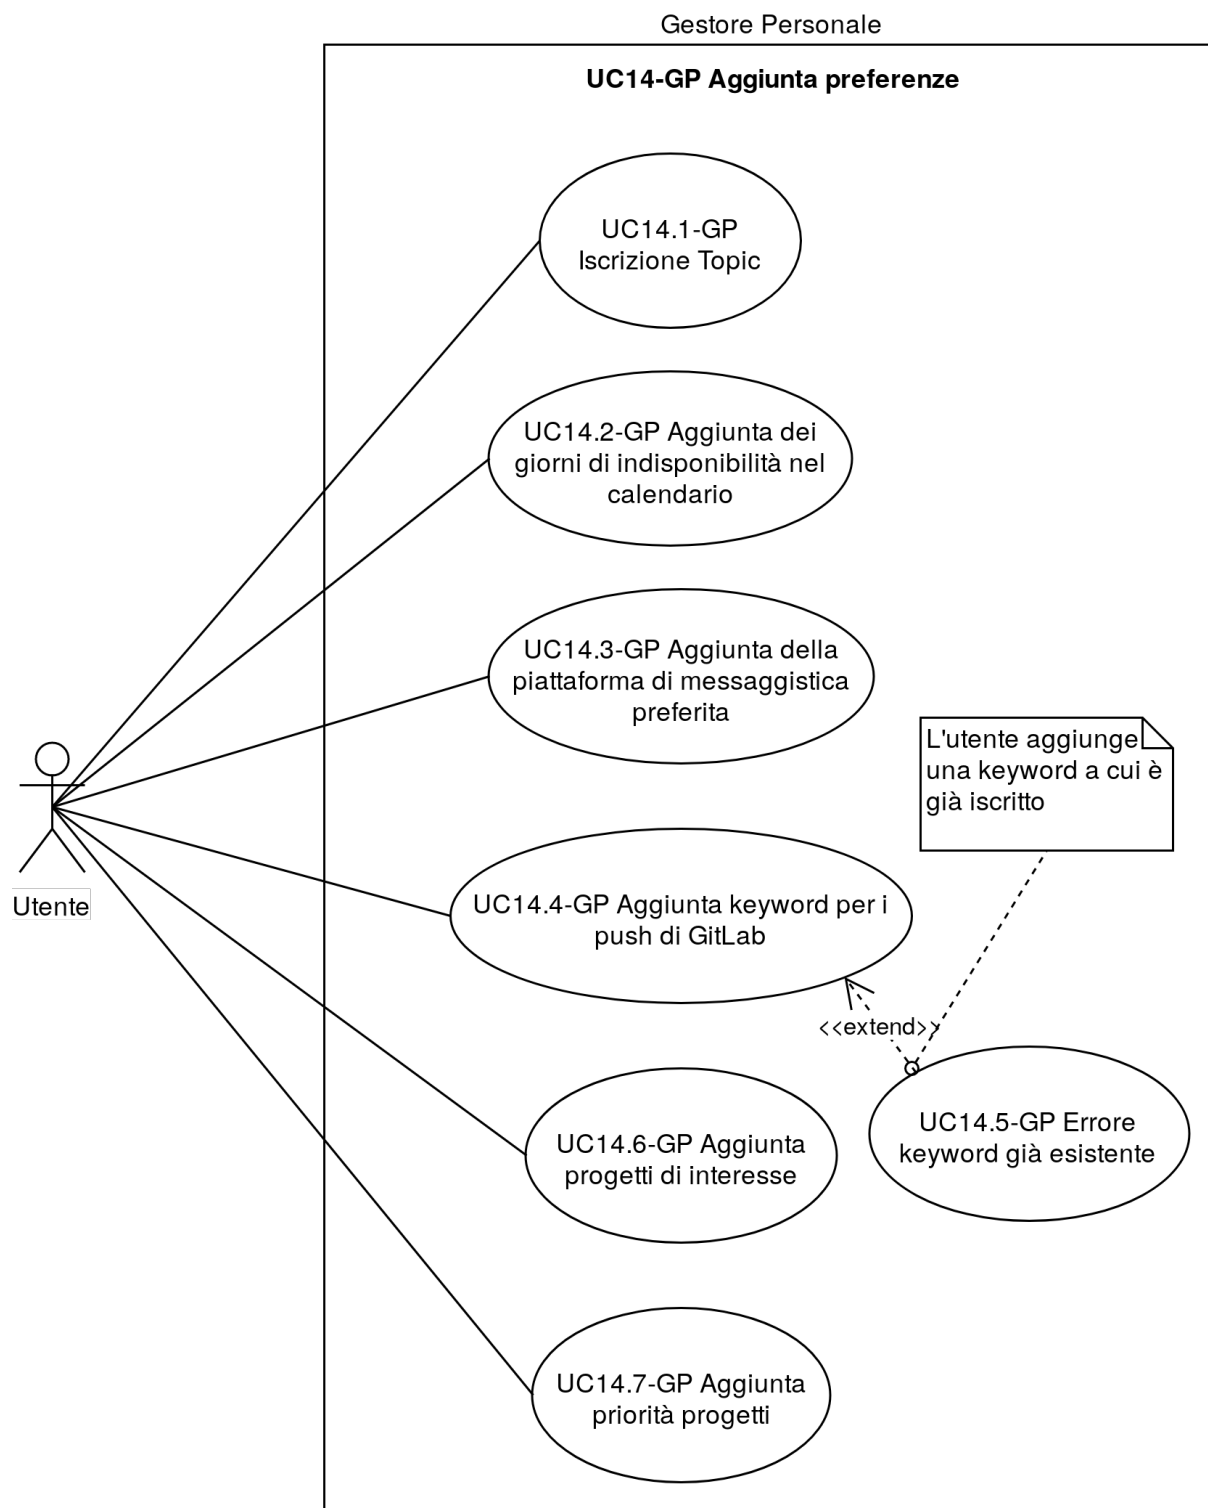 Gestore Personale
UC14-GP Aggiunta preferenze
UC14.1-GP
Iscrizione Topic
UC14.2-GP Aggiunta dei
giorni di indisponibilità nel
calendario
UC14.3-GP Aggiunta della
piattaforma di messaggistica
preferita
L'utente aggiunge
una keyword a cui è
già iscritto
Utente
UC14.4-GP Aggiunta keyword per i
push di GitLab
<<extend>>
UC14.5-GP Errore
keyword già esistente
UC14.6-GP Aggiunta
progetti di interesse
UC14.7-GP Aggiunta
priorità progetti